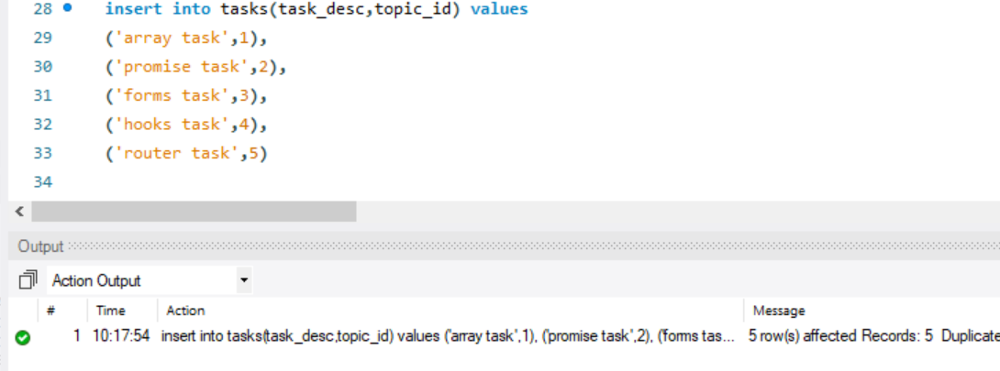 28 insert into tasks(task_desc,topic_id) values
29 ('array task',1),
30 ('promise task',2),
31 ('forms task',3),
32 ('hooks task',4),
33 ('router task',5)
34
Output
Action Output
# Time Action Message
1 10:17:54 insert into tasks(task_desc,topic_id) values ('array task',1), ('promise task',2), ('forms tas... 5 row(s) affected Records: 5 Duplicate